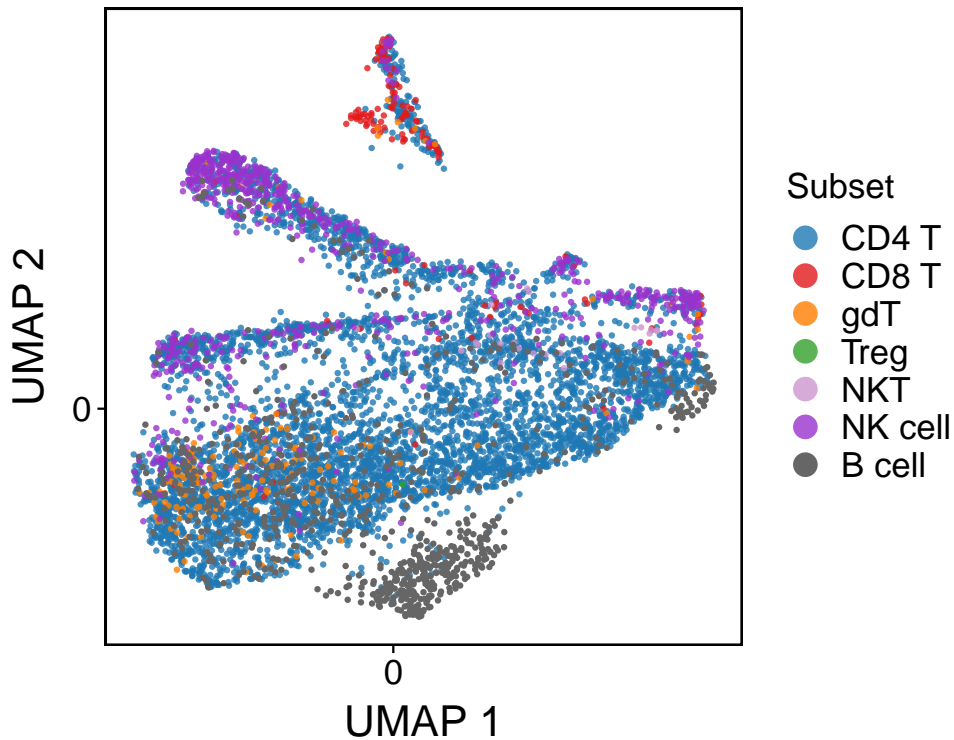 Subset
CD4 T
CD8 T
gdT
Treg
NKT
NK cell
B cell
UMAP 2
0
0
UMAP 1